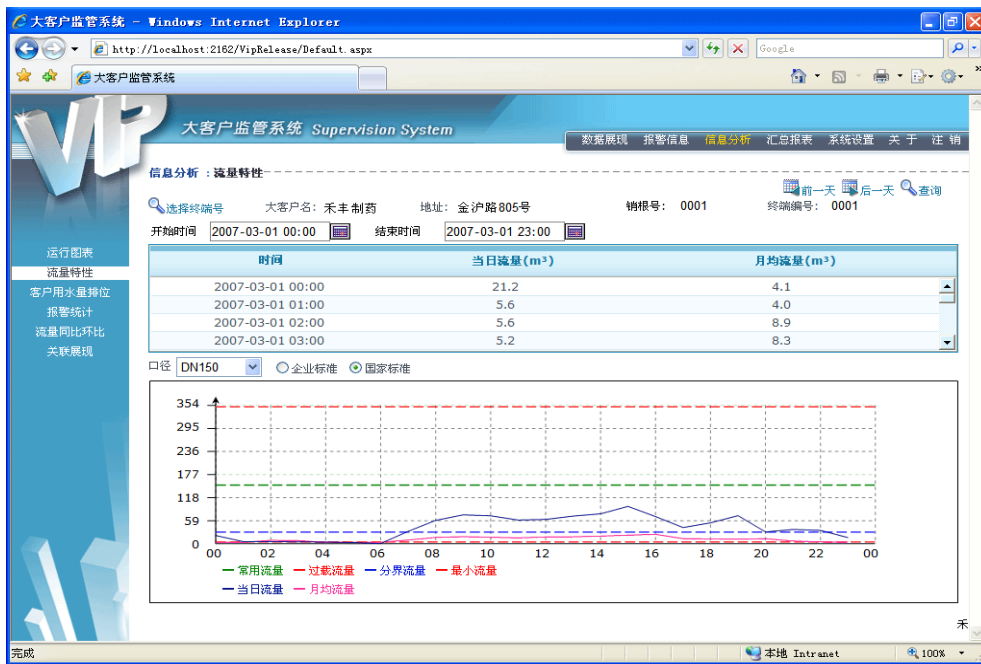 大客户监管系统 - Windows Internet Explorer
http://localhost:2162/VipRelease/Default.aspx
Google
大客户监管系统
VIP
大客户监管系统 Supervision System
数据展现 报警信息 信息分析 汇总报表 系统设置 关于 注销
信息分析 :流量特性
前一天 后一天 查询
选择终端号 大客户名: 禾丰制药 地址: 金沪路805号 销根号: 0001 终端编号: 0001
开始时间 2007-03-01 00:00 结束时间 2007-03-01 23:00
运行图表
流量特性
客户用水量排位
报警统计
流量同比环比
关联展现
时间 当日流量(m³) 月均流量(m³)
2007-03-01 00:00 21.2 4.1
2007-03-01 01:00 5.6 4.0
2007-03-01 02:00 5.6 8.9
2007-03-01 03:00 5.2 8.3
口径 DN150 企业标准 国家标准
354
295
236
177
118
59
0
00 02 04 06 08 10 12 14 16 18 20 22 00
常用流量 过载流量 分界流量 最小流量
当日流量 月均流量
禾
完成 本地 Intranet 100%